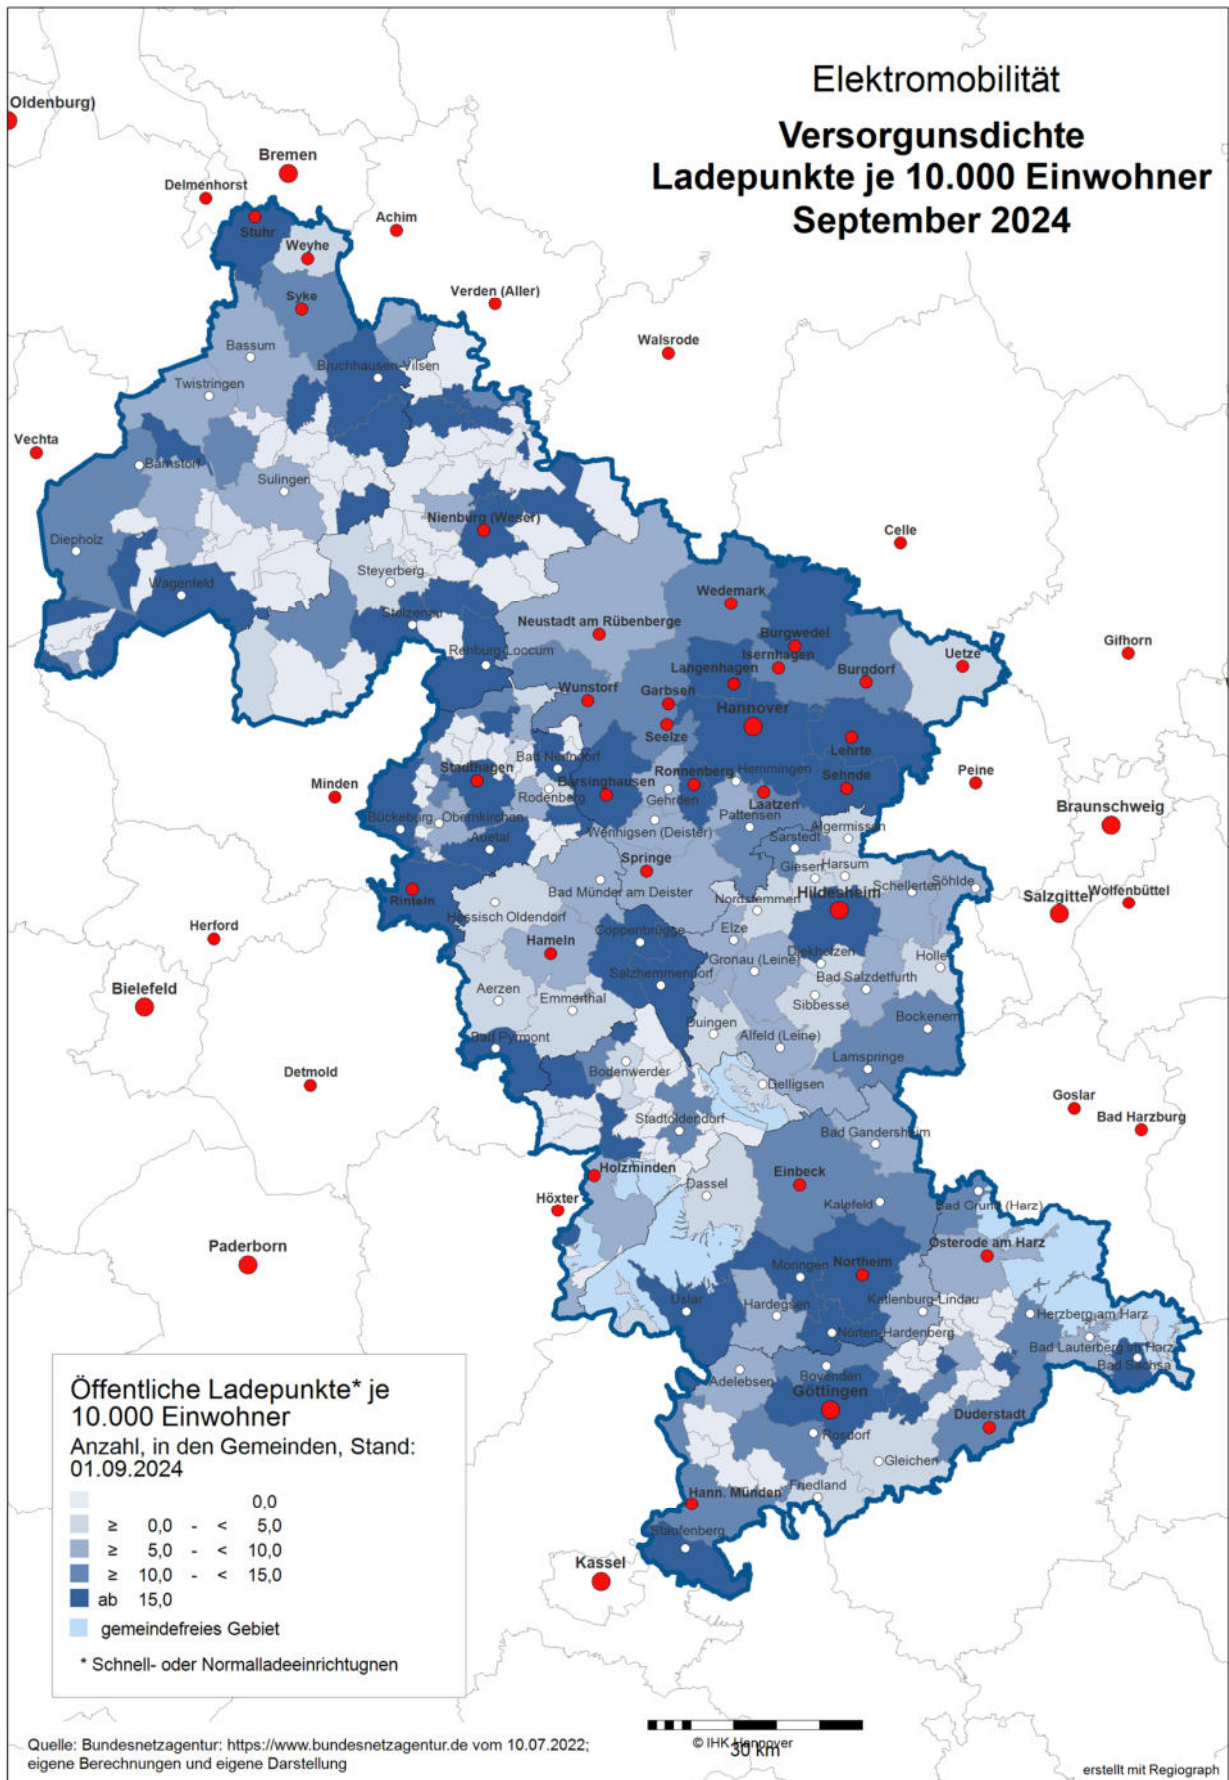 Elektromobilität
Versorgunsdichte
Ladepunkte je 10.000 Einwohner
September 2024
Oldenburg)
Bremen
Delmenhorst
Achim
Stuhr
Weyhe
Verden (Aller)
Syke
Walsrode
Bassum
Bruchhausen-Vilsen
Twistringen
Vechta
Barnstorf
Sulingen
Nienburg (Weser)
Celle
Diepholz
Steyerberg
Wagenfeld
Wedemark
Stolzenau
Neustadt am Rübenberge
Burgwedel
Gifhorn
Isernhagen
Rehburg-Loccum
Langenhagen
Burgdorf
Uetze
Wunstorf
Garbsen
Hannover
Seelze
Lehrte
Bad Nenndorf
Stadthagen
Ronnenberg
Hemmingen
Sehnde
Peine
Minden
Barsinghausen
Rodenberg
Gehrden
Laatzen
Braunschweig
Bückeburg
Obernkirchen
Pattensen
Algermissen
Wennigsen (Deister)
Auetal
Sarstedt
Springe
Giesen
Harsum
Bad Münder am Deister
Söhlde
Schellerten
Hildesheim
Wolfenbüttel
Salzgitter
Rinteln
Nordstemmen
Hessisch Oldendorf
Herford
Elze
Coppenbrügge
Hameln
Diekholzen
Holle
Gronau (Leine)
Salzhemmendorf
Bad Salzdetfurth
Bielefeld
Aerzen
Emmerthal
Sibbesse
Duingen
Bockenem
Bad Pyrmont
Alfeld (Leine)
Lamspringe
Detmold
Bodenwerder
Delligsen
Goslar
Bad Harzburg
Stadtoldendorf
Bad Gandersheim
Holzminden
Einbeck
Dassel
Höxter
Kalefeld
Bad Grund (Harz)
Paderborn
Osterode am Harz
Moringen
Northeim
Uslar
Hardegsen
Katlenburg-Lindau
Herzberg am Harz
Nörten-Hardenberg
Bad Lauterberg im Harz
Bad Sachsa
Adelebsen
Bovenden
Göttingen
Duderstadt
Rosdorf
Gleichen
Friedland
Hann. Münden
Staufenberg
Kassel
Öffentliche Ladepunkte* je
10.000 Einwohner
Anzahl, in den Gemeinden, Stand:
01.09.2024
0,0
≥ 0,0 - < 5,0
≥ 5,0 - < 10,0
≥ 10,0 - < 15,0
ab 15,0
gemeindefreies Gebiet
* Schnell- oder Normalladeeinrichtugnen
© IHK Hannover
30 km
Quelle: Bundesnetzagentur: https://www.bundesnetzagentur.de vom 10.07.2022;
eigene Berechnungen und eigene Darstellung
erstellt mit Regiograph